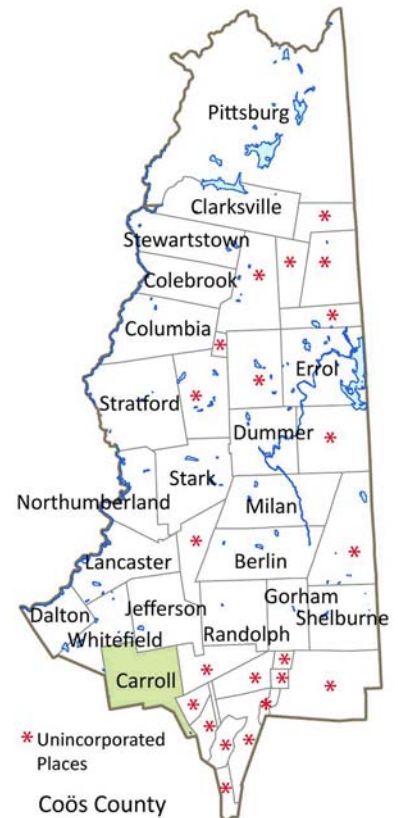 Pittsburg
Clarksville
*
Stewartstown
* * *
Colebrook
*
Columbia
*
Errol
*
*
Stratford
Dummer
*
Stark
Northumberland
Milan
*
*
Lancaster
Berlin
Gorham
Jefferson
Dalton
Shelburne
Whitefield
Randolph
*
*
Carroll
* *
*
*
* *
*
* *
* Unincorporated
Places
*
Coös County